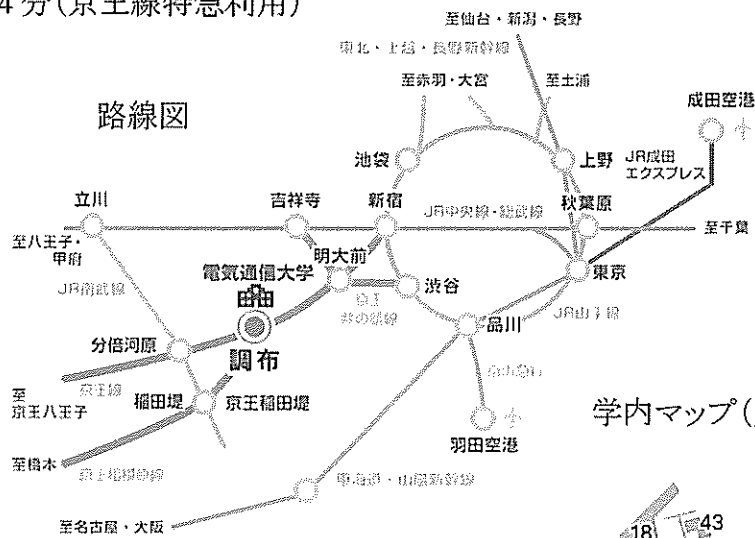 4分(京王線特急利用)
至仙台・新潟・長野
東北・上越・長野新幹線
至赤羽・大宮
至土浦
成田空港
路線図
池袋
上野
JR成田
エクスプレス
立川
吉祥寺
新宿
JR中央線・総武線
秋葉原
至八王子・
甲府
至千葉
明大前
電気通信大学
東京
JR南武線
渋谷
京王
井の頭線
品川
JR山手線
分倍河原
調布
京王線
京浜急行
至
京王八王子
稲田堤
京王稲田堤
学内マップ(
羽田空港
至橋本
京王相模原線
東海道・山陽新幹線
至名古屋・大阪
18
43